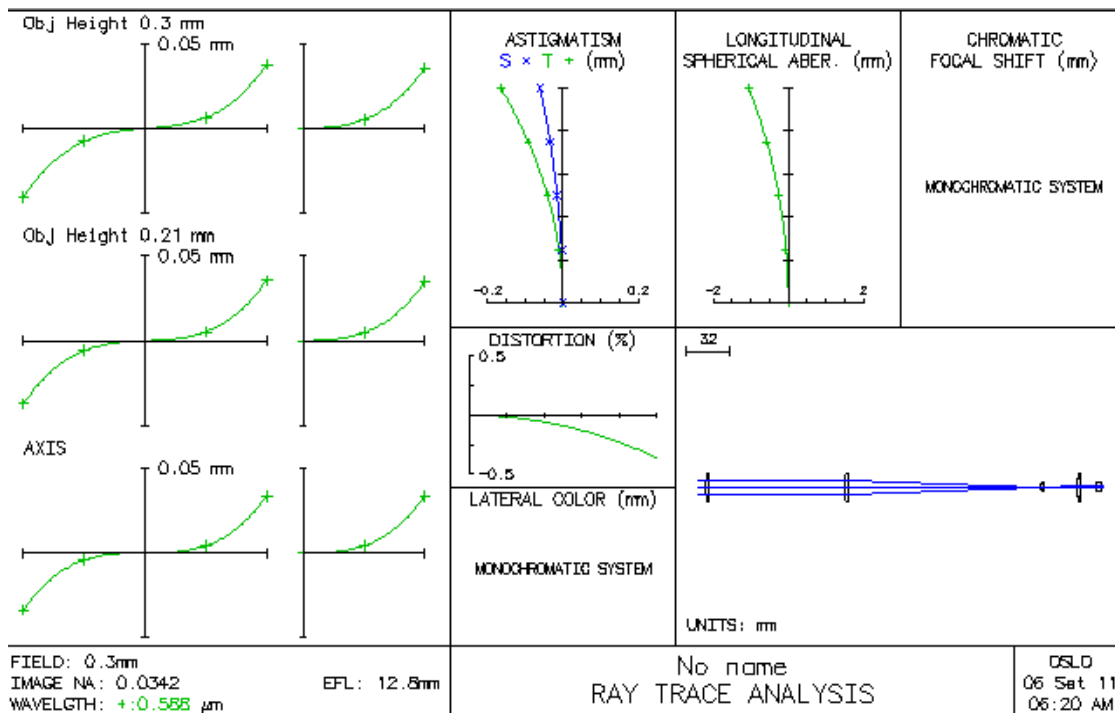 Obj Height 0.3 mm
0.05 mm
Obj Height 0.21 mm
0.05 mm
AXIS
0.05 mm
ASTIGMATISM
S × T + (mm)
-0.2 0.2
LONGITUDINAL
SPHERICAL ABER. (mm)
-2 2
CHROMATIC
FOCAL SHIFT (mm)
MONOCHROMATIC SYSTEM
DISTORTION (%)
0.5
-0.5
LATERAL COLOR (mm)
MONOCHROMATIC SYSTEM
32
UNITS: mm
FIELD: 0.3mm
IMAGE NA: 0.0342 EFL: 12.8mm
WAVELGTH: +:0.588 µm
No name
RAY TRACE ANALYSIS
OSLO
06 Set 11
06:20 AM